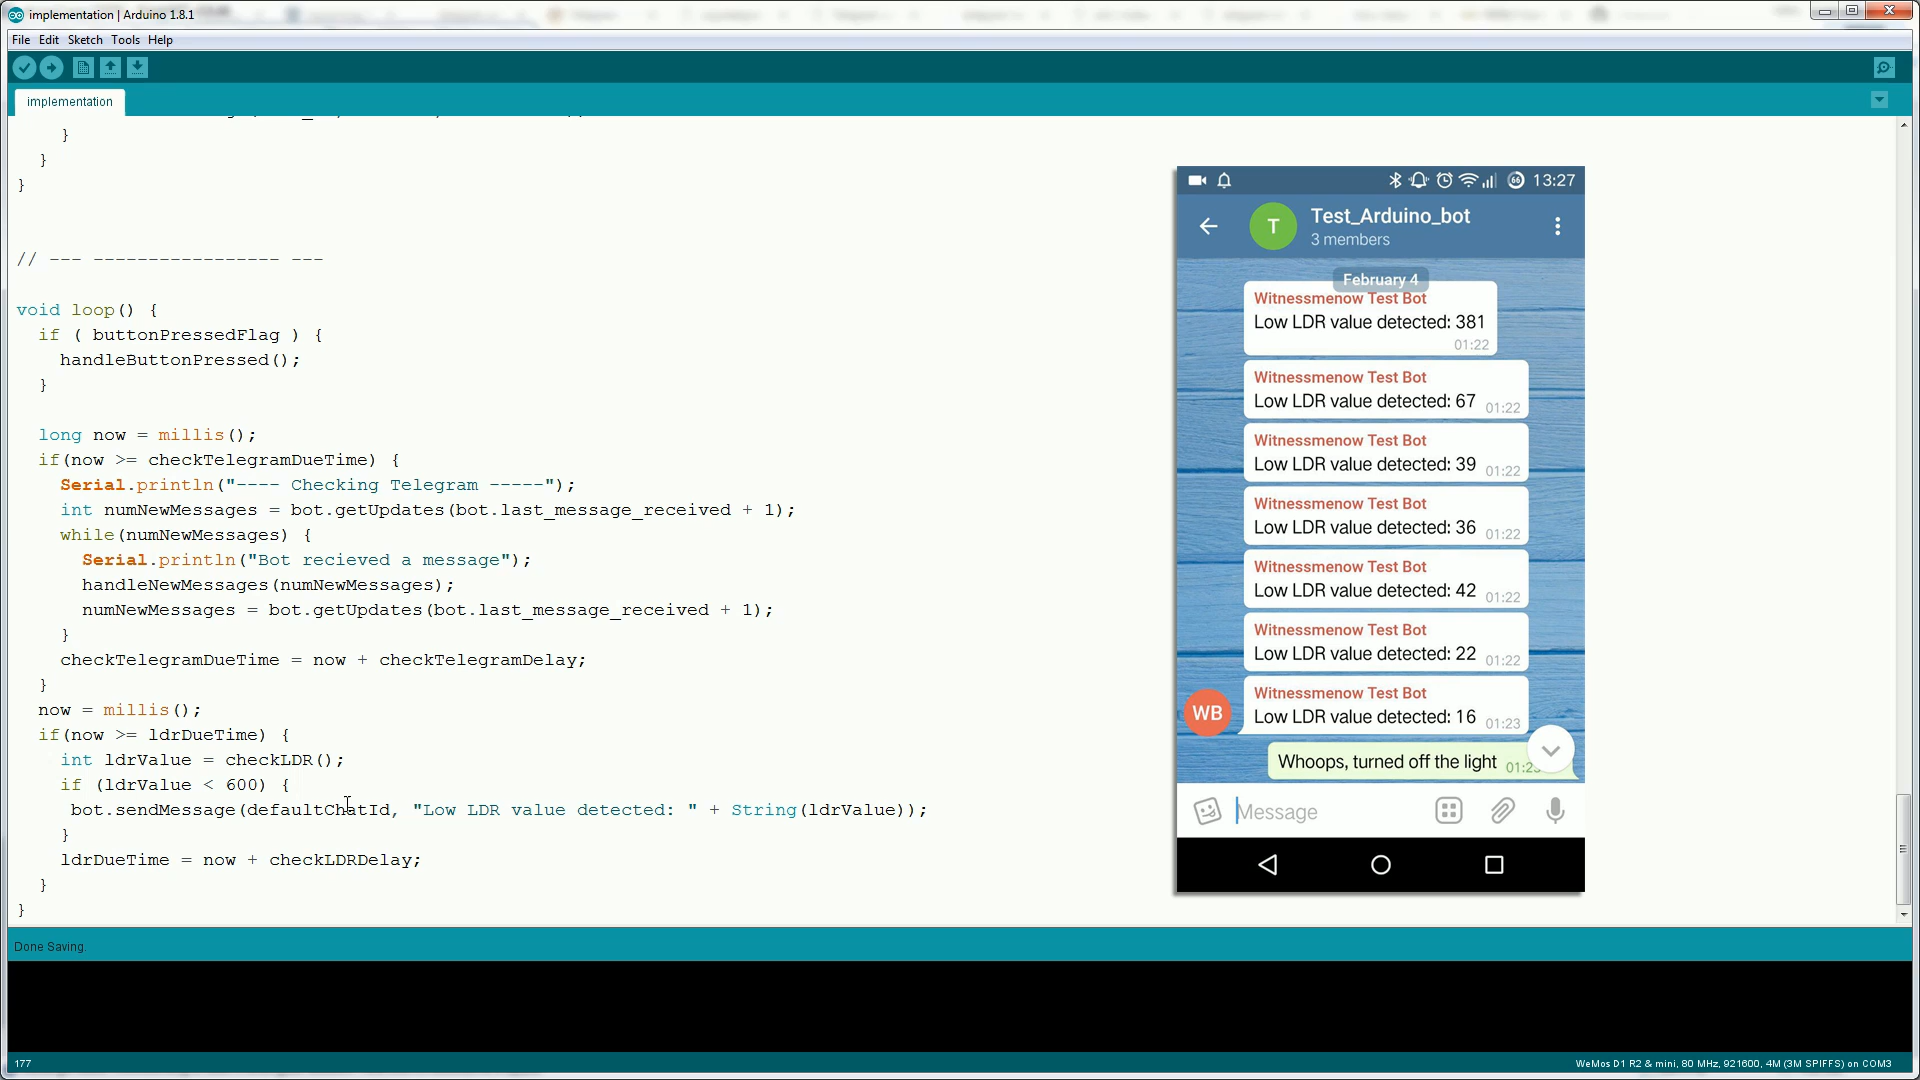 implementation | Arduino 1.8.1
File Edit Sketch Tools Help
implementation
}
}
}
// --- ----------------- ---
void loop() {
if ( buttonPressedFlag ) {
handleButtonPressed();
}
long now = millis();
if(now >= checkTelegramDueTime) {
Serial.println("---- Checking Telegram -----");
int numNewMessages = bot.getUpdates(bot.last_message_received + 1);
while(numNewMessages) {
Serial.println("Bot recieved a message");
handleNewMessages(numNewMessages);
numNewMessages = bot.getUpdates(bot.last_message_received + 1);
}
checkTelegramDueTime = now + checkTelegramDelay;
}
now = millis();
if(now >= ldrDueTime) {
int ldrValue = checkLDR();
if (ldrValue < 600) {
bot.sendMessage(defaultChatId, "Low LDR value detected: " + String(ldrValue));
}
ldrDueTime = now + checkLDRDelay;
}
}
66 13:27
T
Test_Arduino_bot
3 members
February 4
Witnessmenow Test Bot
Low LDR value detected: 381
01:22
Witnessmenow Test Bot
Low LDR value detected: 67 01:22
Witnessmenow Test Bot
Low LDR value detected: 39 01:22
Witnessmenow Test Bot
Low LDR value detected: 36 01:22
Witnessmenow Test Bot
Low LDR value detected: 42 01:22
Witnessmenow Test Bot
Low LDR value detected: 22 01:22
Witnessmenow Test Bot
WB
Low LDR value detected: 16 01:23
Whoops, turned off the light
Message
Done Saving.
177
WeMos D1 R2 & mini, 80 MHz, 921600, 4M (3M SPIFFS) on COM3